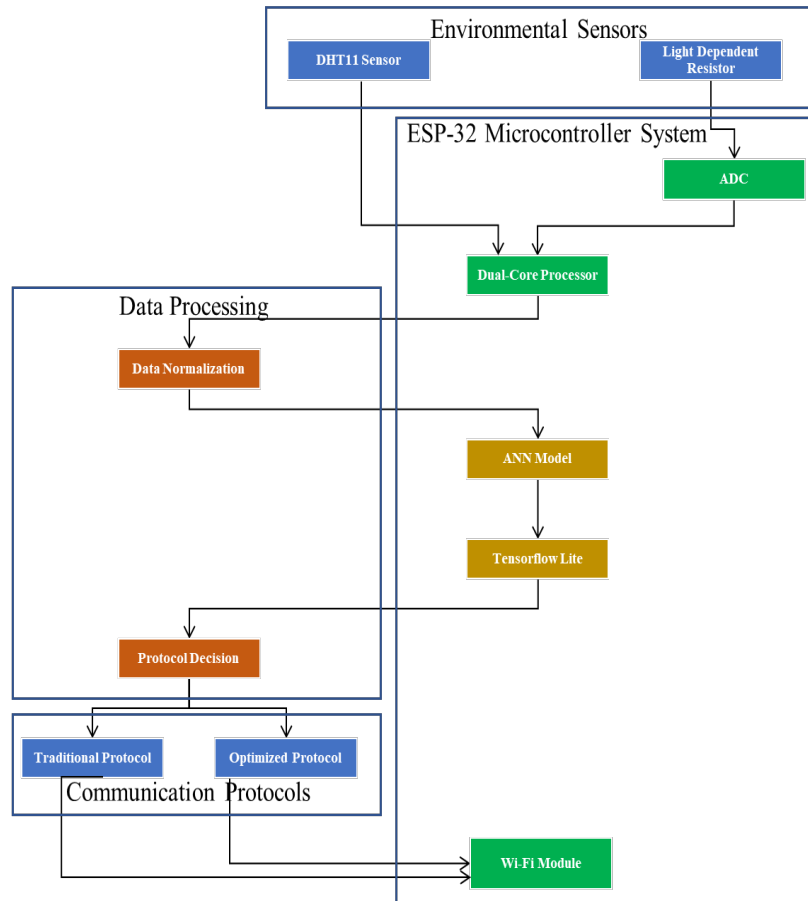 Environmental Sensors
DHT11 Sensor
Light Dependent
Resistor
ESP-32 Microcontroller System
ADC
Dual-Core Processor
Data Processing
Data Normalization
ANN Model
Tensorflow Lite
Protocol Decision
Traditional Protocol
Optimized Protocol
Communication Protocols
Wi-Fi Module